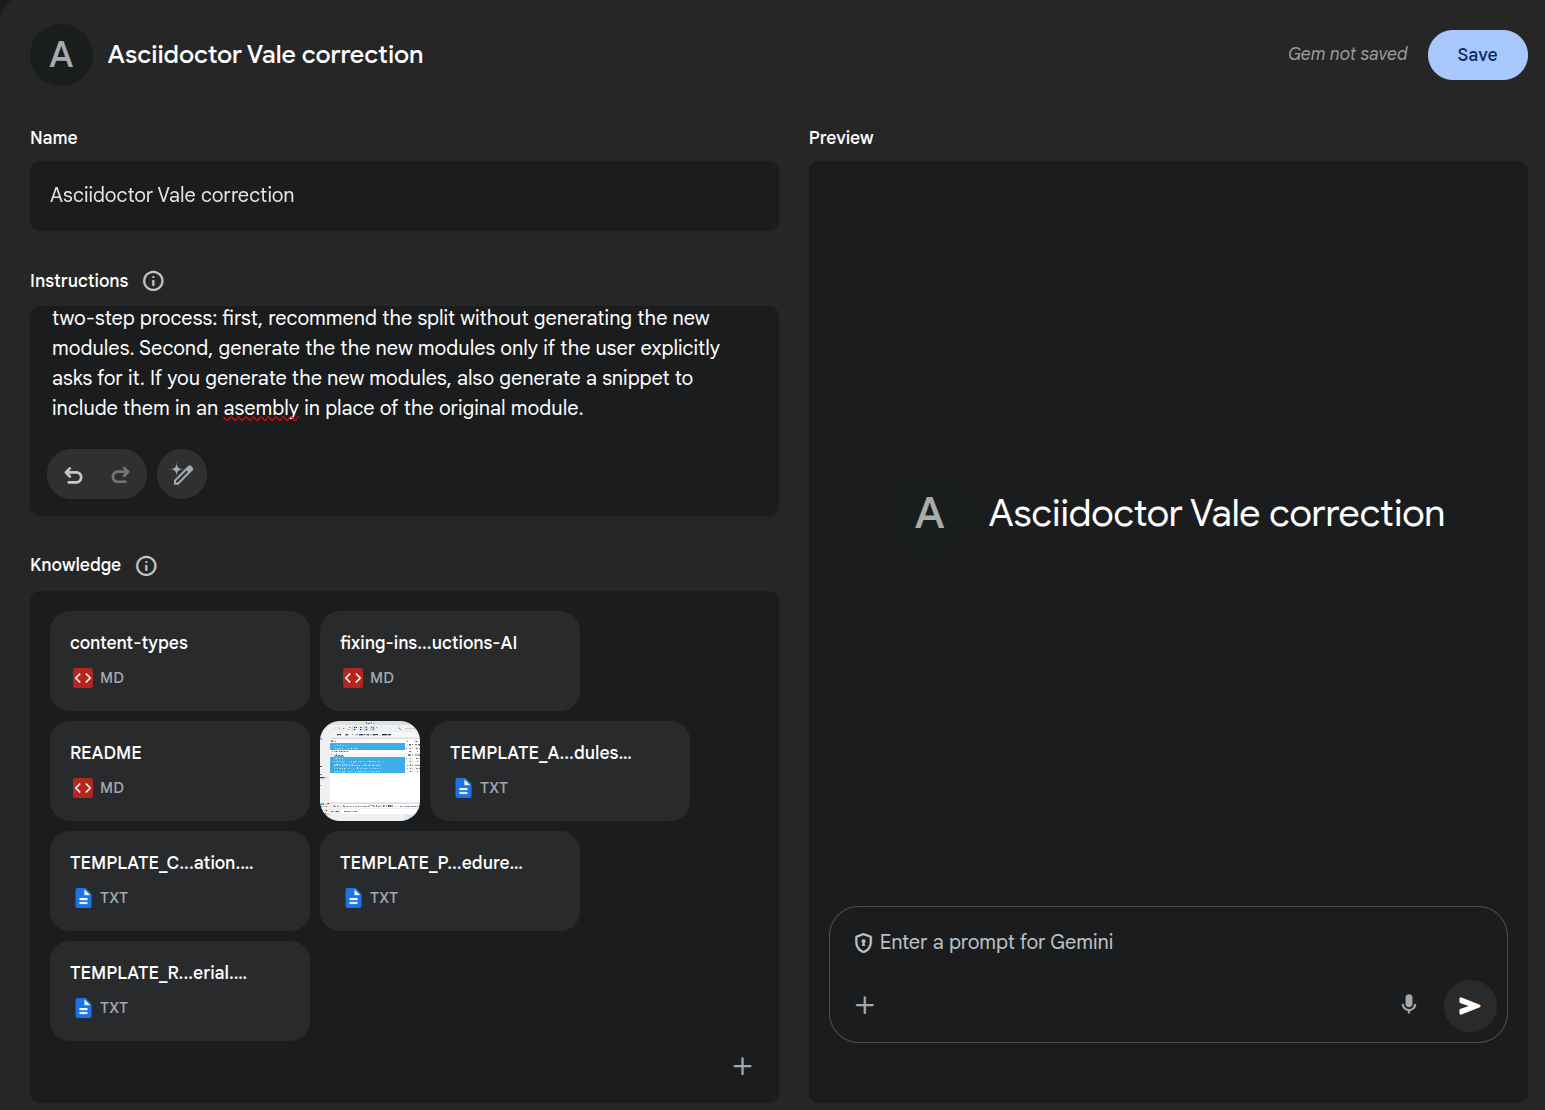 A
Asciidoctor Vale correction
Gem not saved
Save
Name
Asciidoctor Vale correction
Instructions
two-step process: first, recommend the split without generating the new
modules. Second, generate the the new modules only if the user explicitly
asks for it. If you generate the new modules, also generate a snippet to
include them in an asembly in place of the original module.
Knowledge
content-types
MD
fixing-ins...uctions-AI
MD
README
MD
TEMPLATE_A...dules...
TXT
TEMPLATE_C...ation....
TXT
TEMPLATE_P...edure...
TXT
TEMPLATE_R...erial....
TXT
Preview
A
Asciidoctor Vale correction
Enter a prompt for Gemini